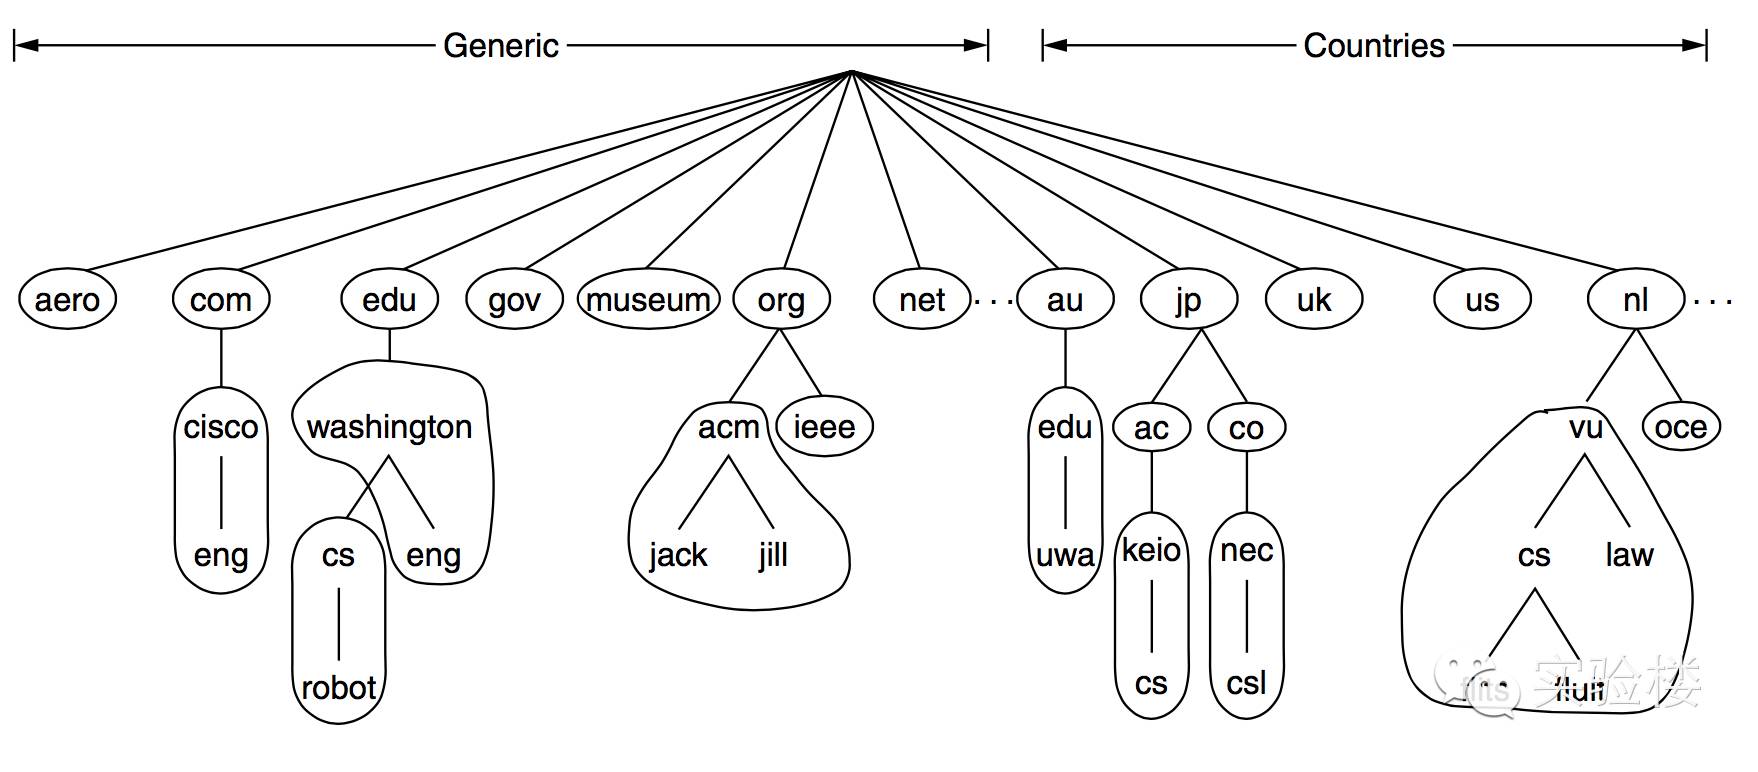 Generic Countries
aero com edu gov museum org net ... au jp uk us nl ...
cisco washington acm ieee edu ac co vu oce
eng cs eng jack jill uwa keio nec cs law
robot cs csl
实验楼